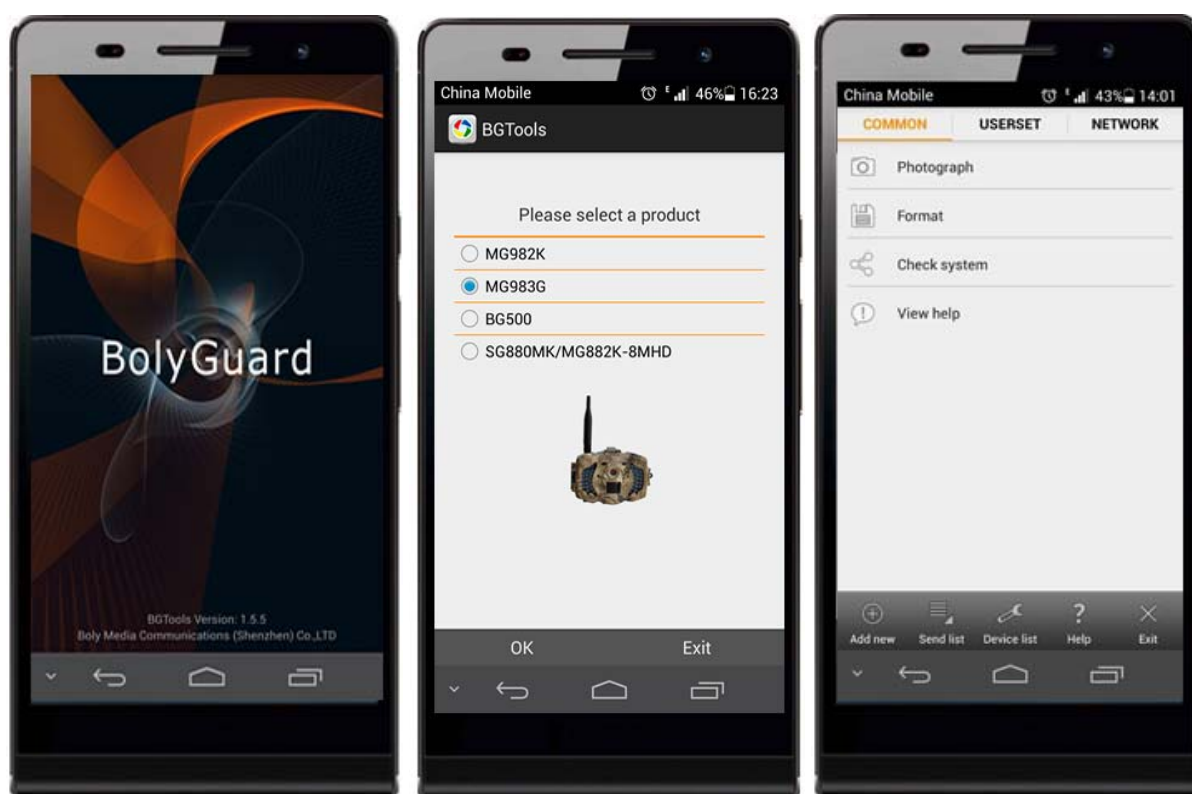 BolyGuard
BGTools Version: 1.5.5
Boly Media Communications (Shenzhen) Co.,LTD
China Mobile E 46% 16:23
BGTools
Please select a product
MG982K
MG983G
BG500
SG880MK/MG882K-8MHD
OK Exit
China Mobile E 43% 14:01
COMMON USERSET NETWORK
Photograph
Format
Check system
View help
Add new Send list Device list Help Exit